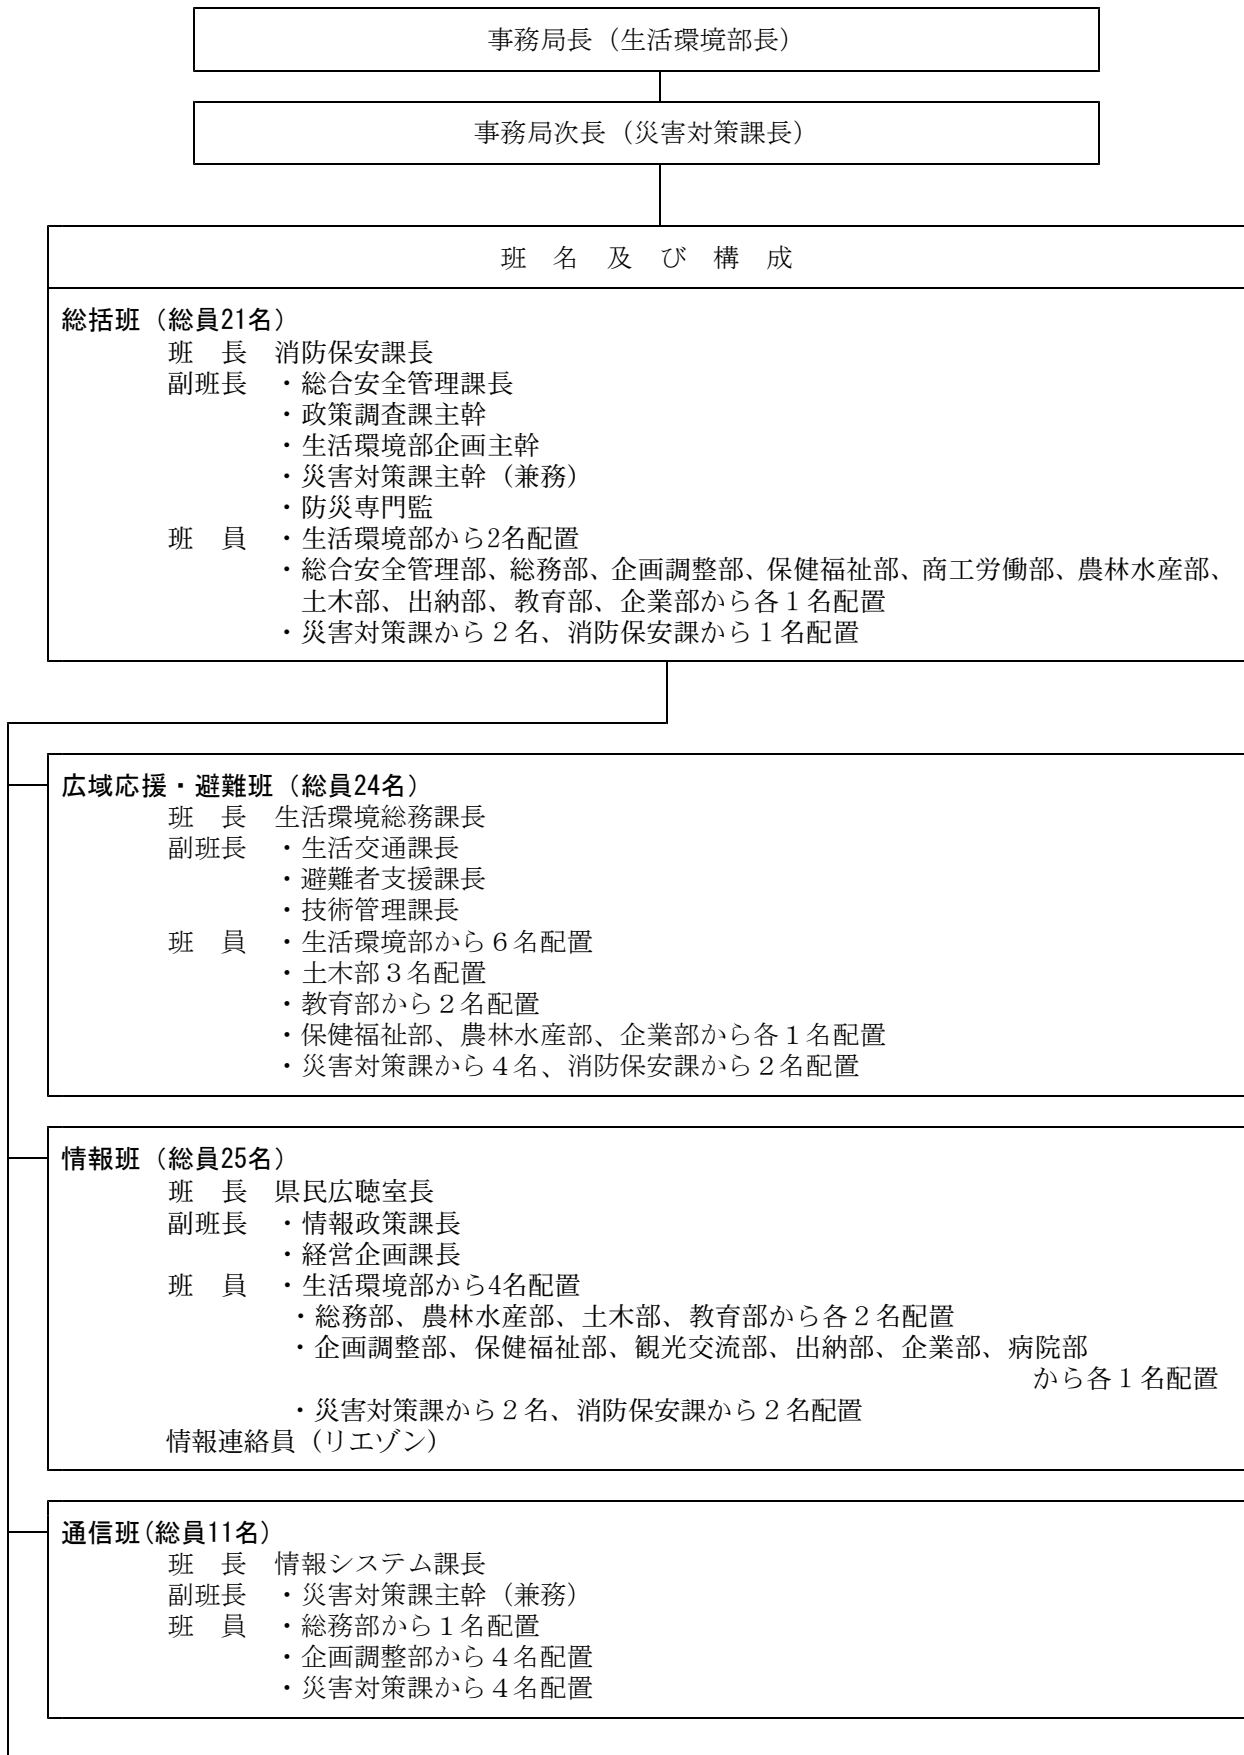 事務局長（生活環境部長）
事務局次長（災害対策課長）
班　名　及　び　構　成
総括班（総員21名）
班　長　消防保安課長
副班長　・総合安全管理課長
・政策調査課主幹
・生活環境部企画主幹
・災害対策課主幹（兼務）
・防災専門監
班　員　・生活環境部から2名配置
・総合安全管理部、総務部、企画調整部、保健福祉部、商工労働部、農林水産部、
土木部、出納部、教育部、企業部から各１名配置
・災害対策課から２名、消防保安課から１名配置
広域応援・避難班（総員24名）
班　長　生活環境総務課長
副班長　・生活交通課長
・避難者支援課長
・技術管理課長
班　員　・生活環境部から６名配置
・土木部３名配置
・教育部から２名配置
・保健福祉部、農林水産部、企業部から各１名配置
・災害対策課から４名、消防保安課から２名配置
情報班（総員25名）
班　長　県民広聴室長
副班長　・情報政策課長
・経営企画課長
班　員　・生活環境部から4名配置
・総務部、農林水産部、土木部、教育部から各２名配置
・企画調整部、保健福祉部、観光交流部、出納部、企業部、病院部
から各１名配置
・災害対策課から２名、消防保安課から２名配置
情報連絡員（リエゾン）
通信班(総員11名)
班　長　情報システム課長
副班長　・災害対策課主幹（兼務）
班　員　・総務部から１名配置
・企画調整部から４名配置
・災害対策課から４名配置